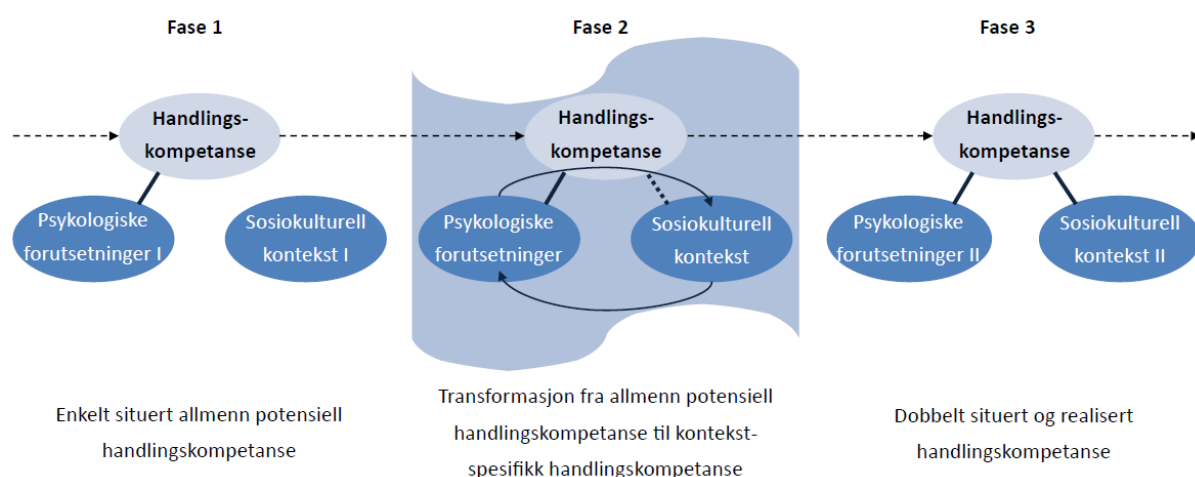 Fase 1
Fase 2
Fase 3
Handlings-
kompetanse
Handlings-
kompetanse
Handlings-
kompetanse
Psykologiske
forutsetninger I
Sosiokulturell
kontekst I
Psykologiske
forutsetninger
Sosiokulturell
kontekst
Psykologiske
forutsetninger II
Sosiokulturell
kontekst II
Enkelt situert allmenn potensiell
handlingskompetanse
Transformasjon fra allmenn potensiell
handlingskompetanse til kontekst-
spesifikk handlingskompetanse
Dobbelt situert og realisert
handlingskompetanse